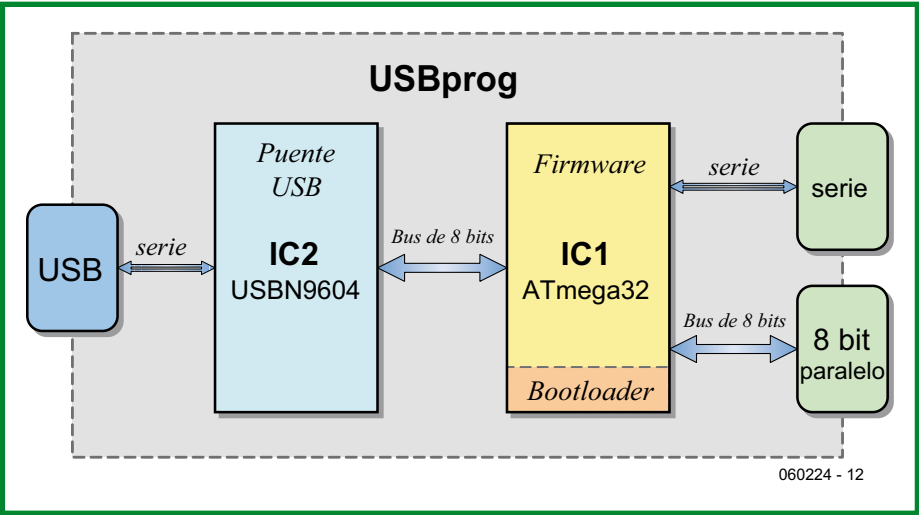 USBprog
USB
serie
Puente
USB
IC2
USBN9604
Bus de 8 bits
Firmware
IC1
ATmega32
Bootloader
serie
serie
Bus de 8 bits
8 bit
paralelo
060224 - 12